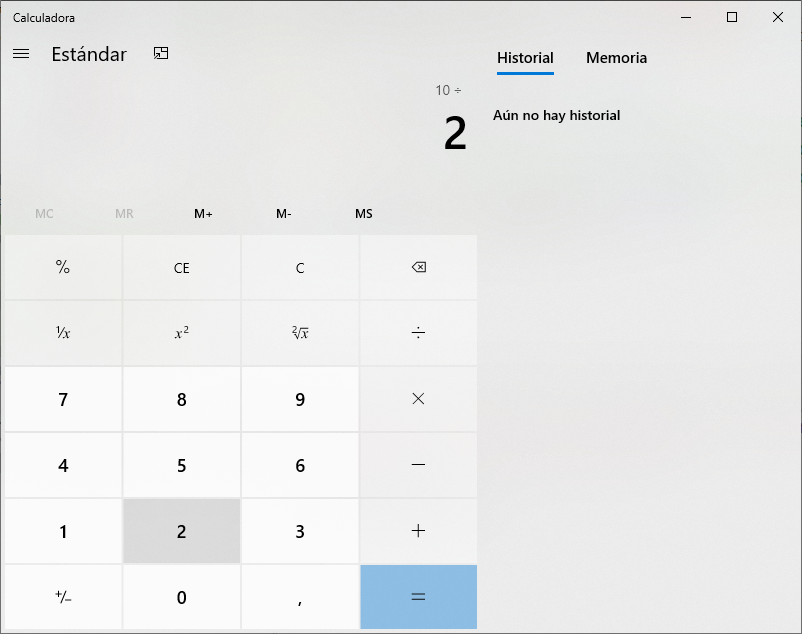 Calculadora
Estándar
Historial Memoria
10 ÷
2
Aún no hay historial
MC MR M+ M- MS
% CE C
¹/x x² ²√x ÷
7 8 9 ×
4 5 6 −
1 2 3 +
+/− 0 , =